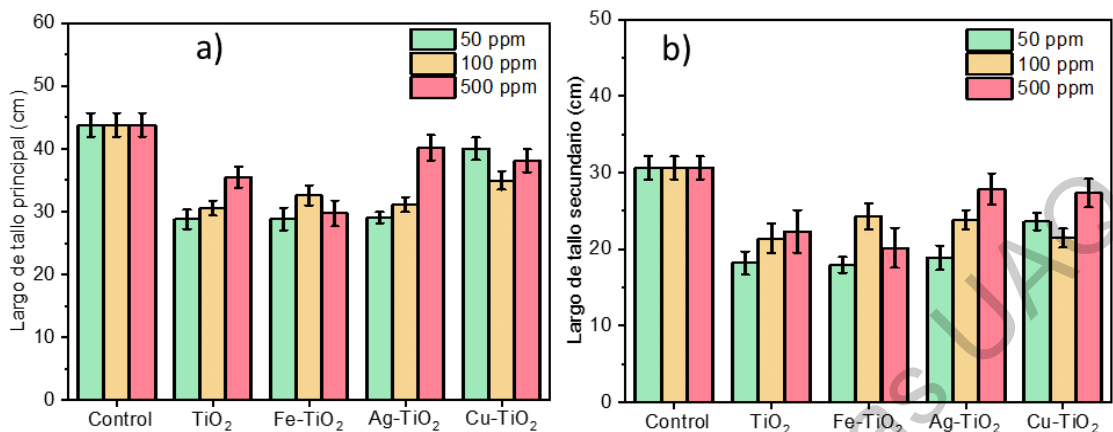 a)
50 ppm
100 ppm
500 ppm
Largo de tallo principal (cm)
60
50
40
30
20
10
0
Control TiO₂ Fe-TiO₂ Ag-TiO₂ Cu-TiO₂
b)
50 ppm
100 ppm
500 ppm
Largo de tallo secundario (cm)
50
40
30
20
10
0
Control TiO₂ Fe-TiO₂ Ag-TiO₂ Cu-TiO₂
UAC